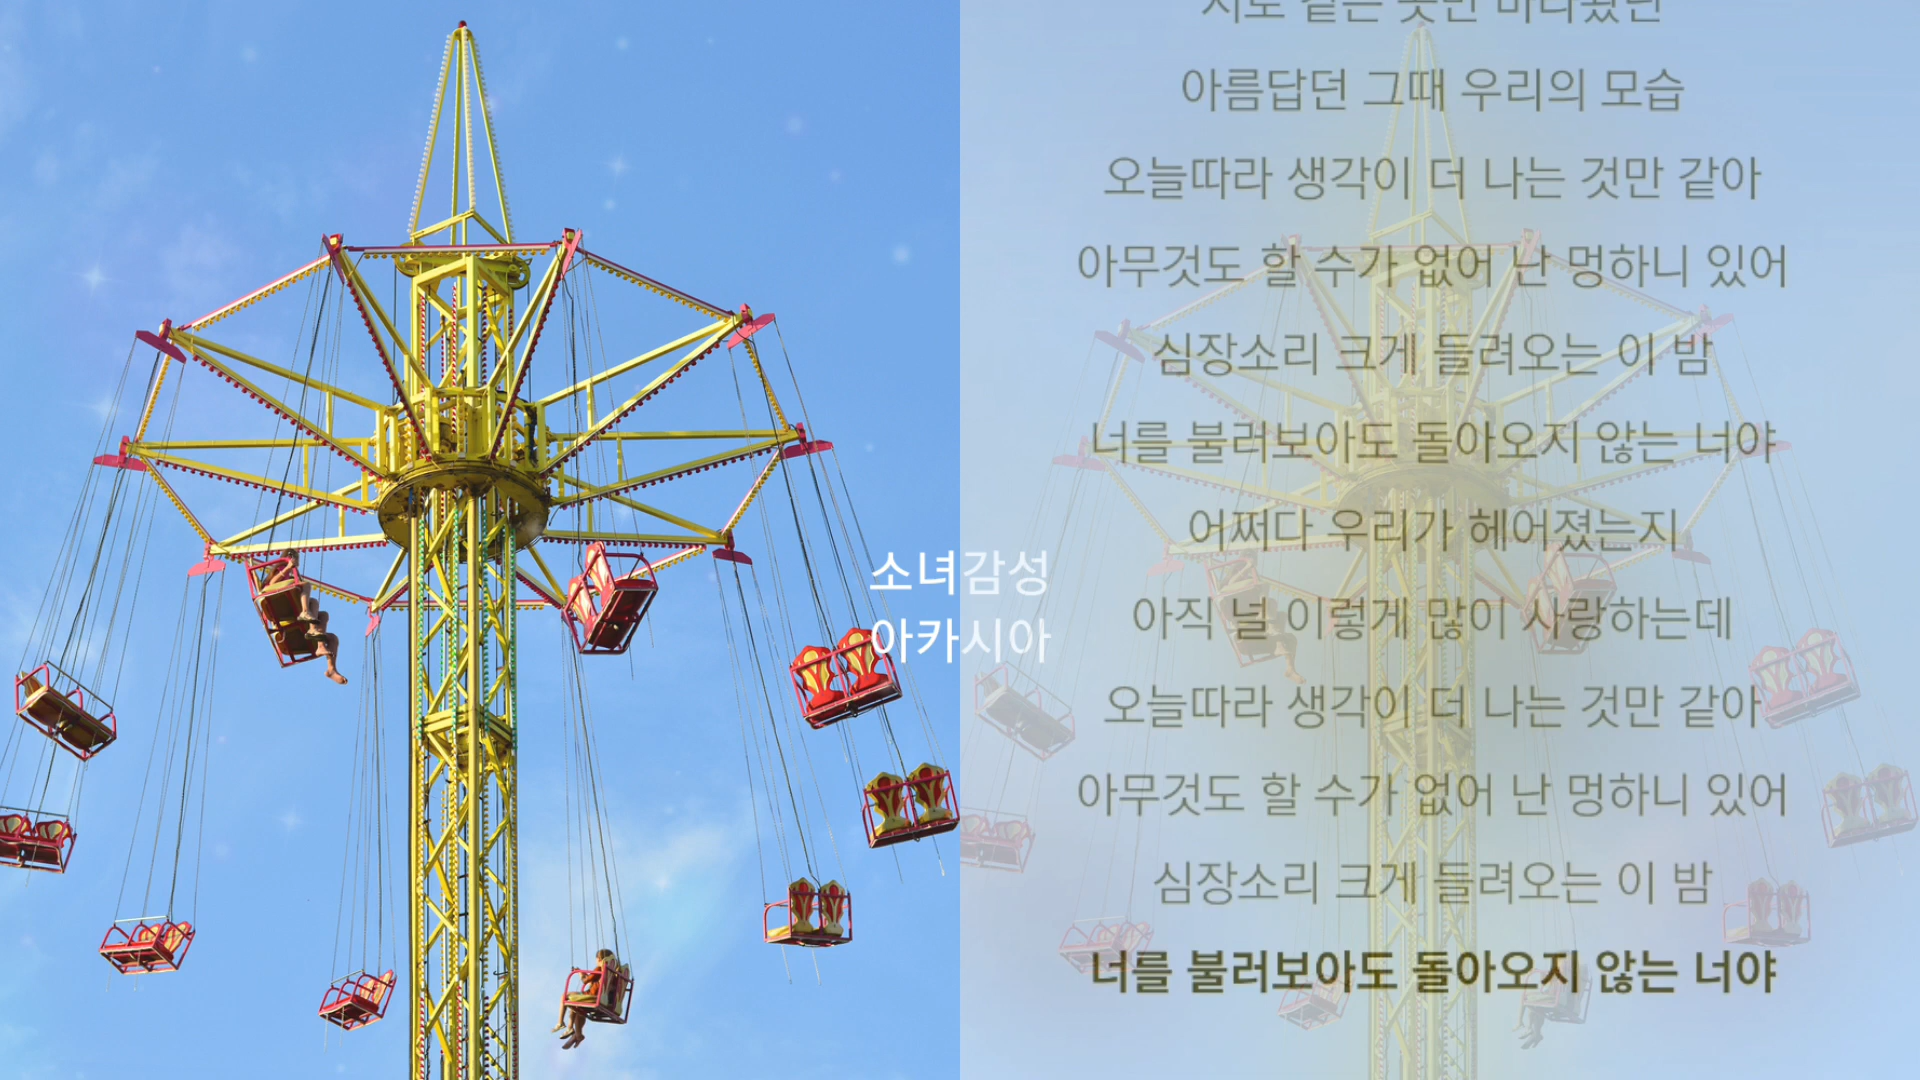 소녀감성
아카시아
아름답던 그때 우리의 모습
오늘따라 생각이 더 나는 것만 같아
아무것도 할 수가 없어 난 멍하니 있어
심장소리 크게 들려오는 이 밤
너를 불러보아도 돌아오지 않는 너야
어쩌다 우리가 헤어졌는지
아직 널 이렇게 많이 사랑하는데
오늘따라 생각이 더 나는 것만 같아
아무것도 할 수가 없어 난 멍하니 있어
심장소리 크게 들려오는 이 밤
너를 불러보아도 돌아오지 않는 너야